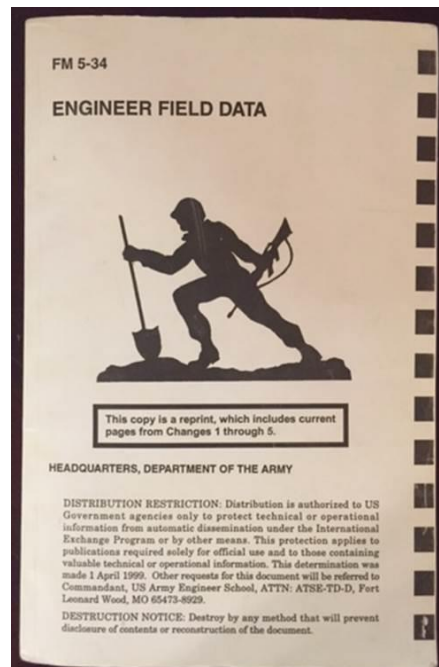 FM 5-34
ENGINEER FIELD DATA
This copy is a reprint, which includes current
pages from Changes 1 through 5.
HEADQUARTERS, DEPARTMENT OF THE ARMY
DISTRIBUTION RESTRICTION: Distribution is authorized to US
Government agencies only to protect technical or operational
information from automatic dissemination under the International
Exchange Program or by other means. This protection applies to
publications required solely for official use and to those containing
valuable technical or operational information. This determination was
made 1 April 1999. Other requests for this document will be referred to
Commandant, US Army Engineer School, ATTN: ATSE-TD-D, Fort
Leonard Wood, MO 65473-8929.
DESTRUCTION NOTICE: Destroy by any method that will prevent
disclosure of contents or reconstruction of the document.